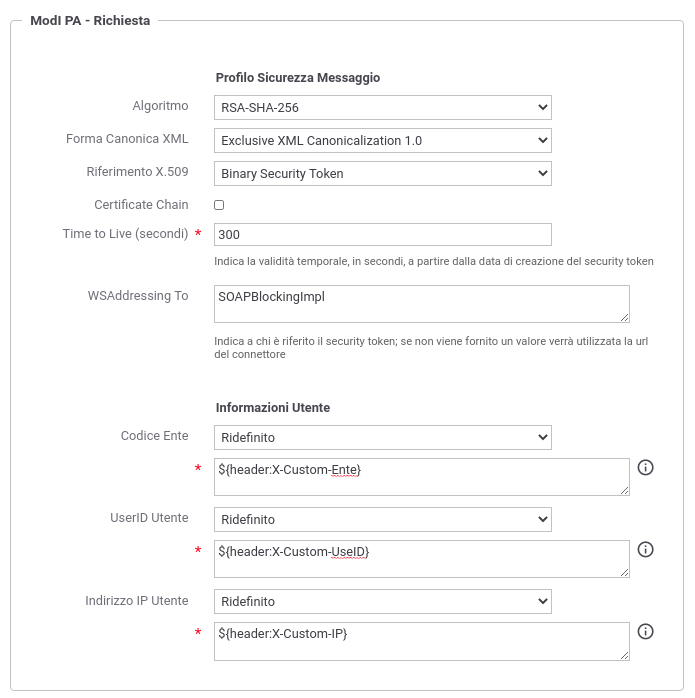 ModI PA - Richiesta
Profilo Sicurezza Messaggio
Algoritmo RSA-SHA-256
Forma Canonica XML Exclusive XML Canonicalization 1.0
Riferimento X.509 Binary Security Token
Certificate Chain
Time to Live (secondi) * 300
Indica la validità temporale, in secondi, a partire dalla data di creazione del security token
WSAddressing To SOAPBlockingImpl
Indica a chi è riferito il security token; se non viene fornito un valore verrà utilizzata la url
del connettore
Informazioni Utente
Codice Ente Ridefinito
* ${header:X-Custom-Ente}
UserID Utente Ridefinito
* ${header:X-Custom-UseID}
Indirizzo IP Utente Ridefinito
* ${header:X-Custom-IP}